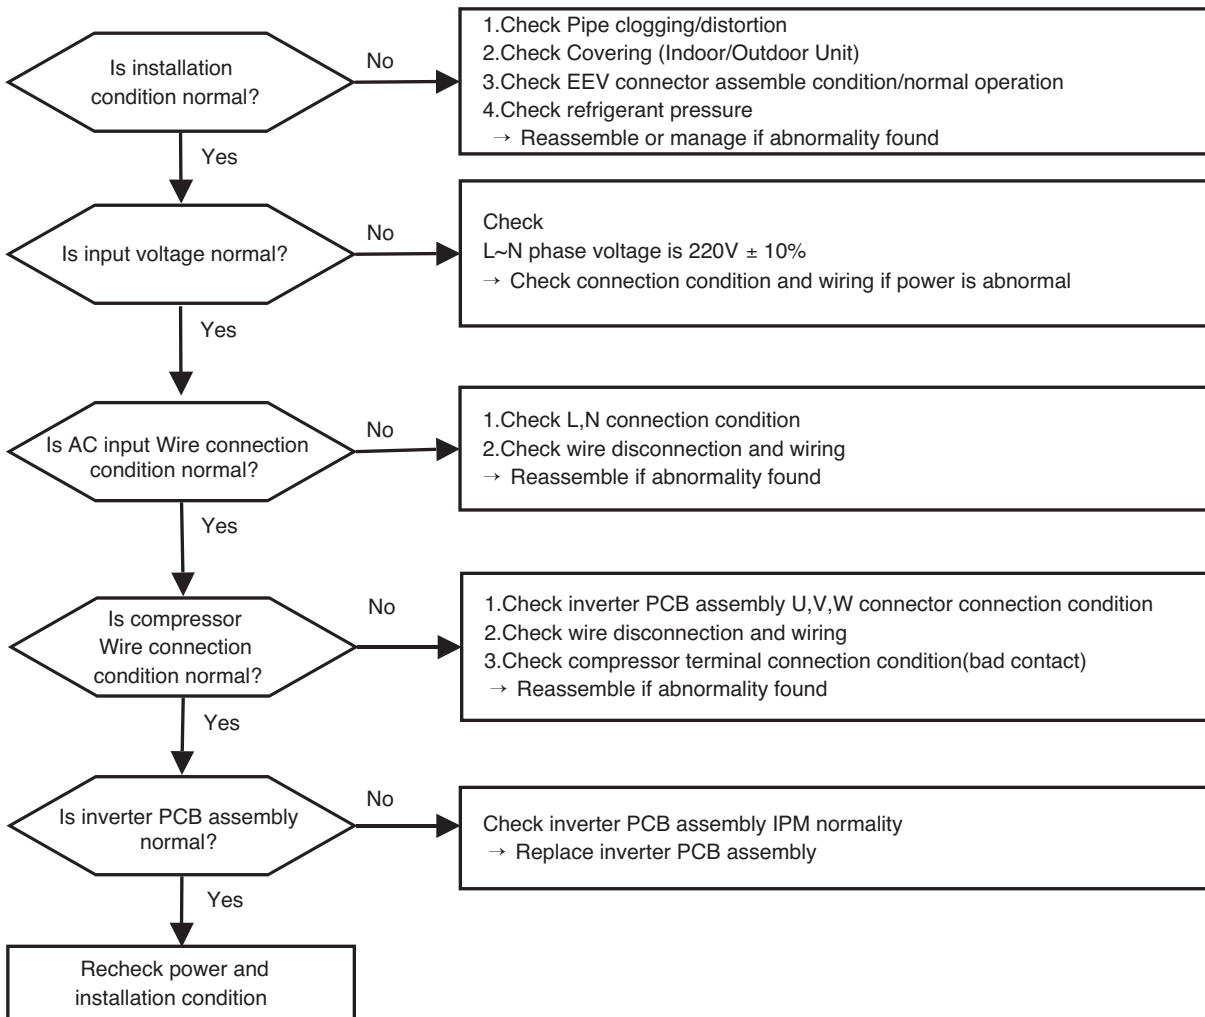 Is installation
condition normal?
No
1.Check Pipe clogging/distortion
2.Check Covering (Indoor/Outdoor Unit)
3.Check EEV connector assemble condition/normal operation
4.Check refrigerant pressure
→ Reassemble or manage if abnormality found
Yes
Is input voltage normal?
No
Check
L~N phase voltage is 220V ± 10%
→ Check connection condition and wiring if power is abnormal
Yes
Is AC input Wire connection
condition normal?
No
1.Check L,N connection condition
2.Check wire disconnection and wiring
→ Reassemble if abnormality found
Yes
Is compressor
Wire connection
condition normal?
No
1.Check inverter PCB assembly U,V,W connector connection condition
2.Check wire disconnection and wiring
3.Check compressor terminal connection condition(bad contact)
→ Reassemble if abnormality found
Yes
Is inverter PCB assembly
normal?
No
Check inverter PCB assembly IPM normality
→ Replace inverter PCB assembly
Yes
Recheck power and
installation condition